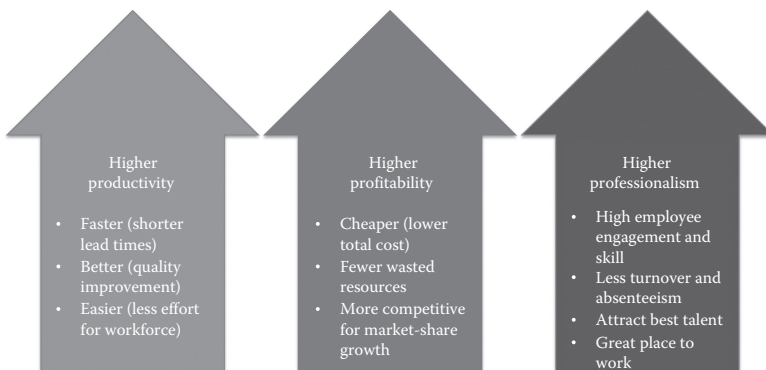 Higher
productivity
• Faster (shorter
lead times)
• Better (quality
improvement)
• Easier (less effort
for workforce)
Higher
profitability
• Cheaper (lower
total cost)
• Fewer wasted
resources
• More competitive
for market-share
growth
Higher
professionalism
• High employee
engagement and
skill
• Less turnover and
absenteeism
• Attract best talent
• Great place to
work